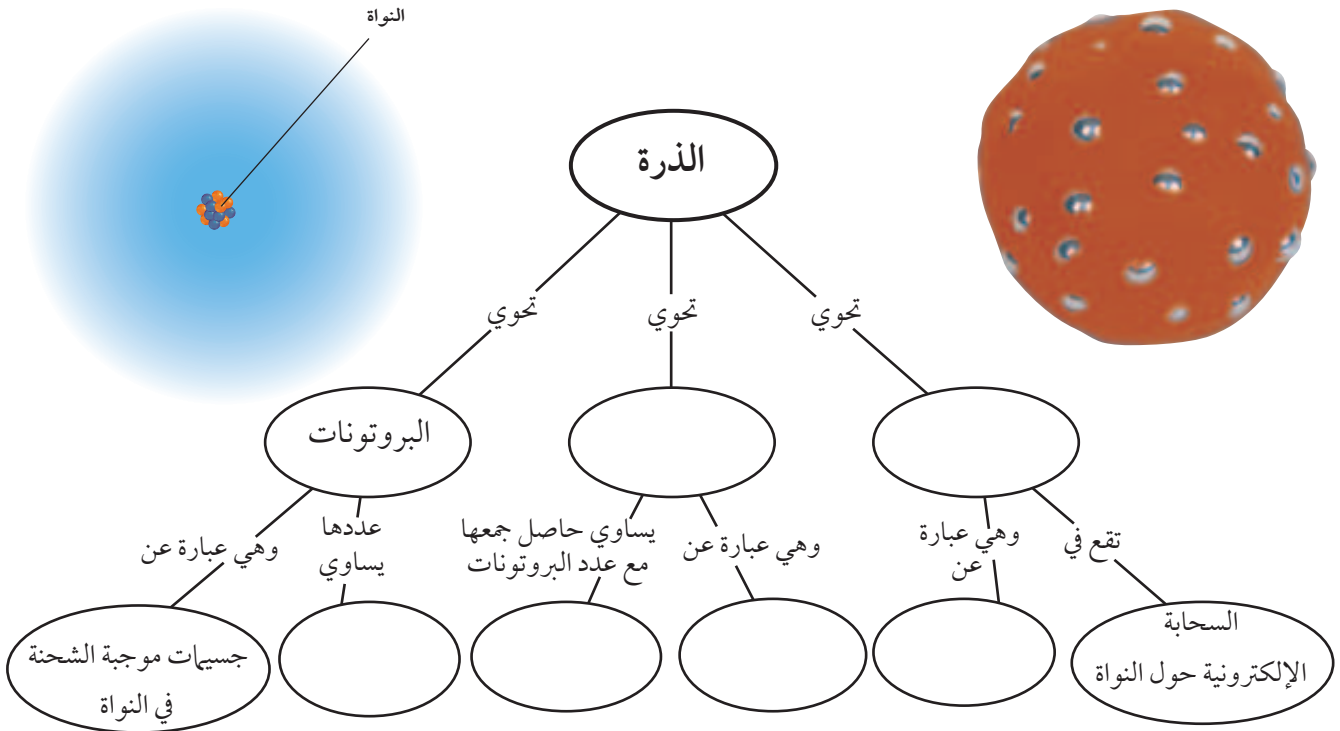 النواة
الذرة
تحوي
تحوي
تحوي
البروتونات
تقع في
وهي عبارة
عن
وهي عبارة عن
يساوي حاصل جمعها
مع عدد البروتونات
عددها
يساوي
وهي عبارة عن
السحابة
الإلكترونية حول النواة
جسيمات موجبة الشحنة
في النواة